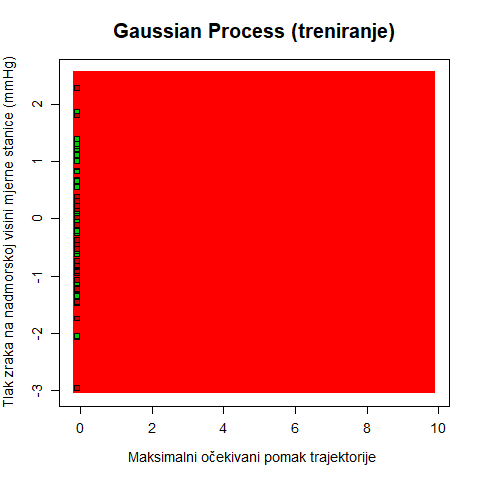 Gaussian Process (treniranje)
Tlak zraka na nadmorskoj visini mjerne stanice (mmHg)
2
1
0
-1
-2
-3
0 2 4 6 8 10
Maksimalni očekivani pomak trajektorije